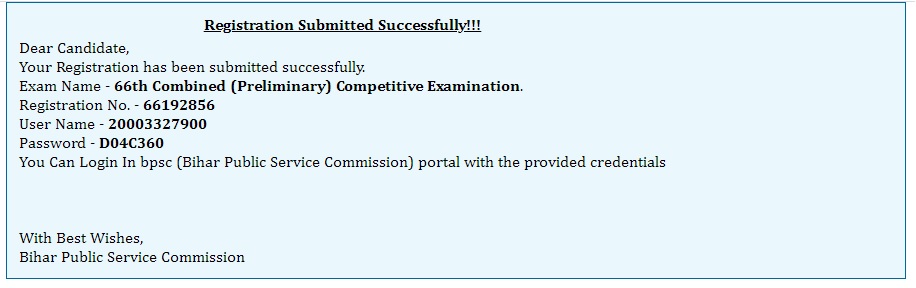 Registration Submitted Successfully!!!
Dear Candidate,
Your Registration has been submitted successfully.
Exam Name - 66th Combined (Preliminary) Competitive Examination.
Registration No. - 66192856
User Name - 20003327900
Password - D04C360
You Can Login In bpsc (Bihar Public Service Commission) portal with the provided credentials
With Best Wishes,
Bihar Public Service Commission